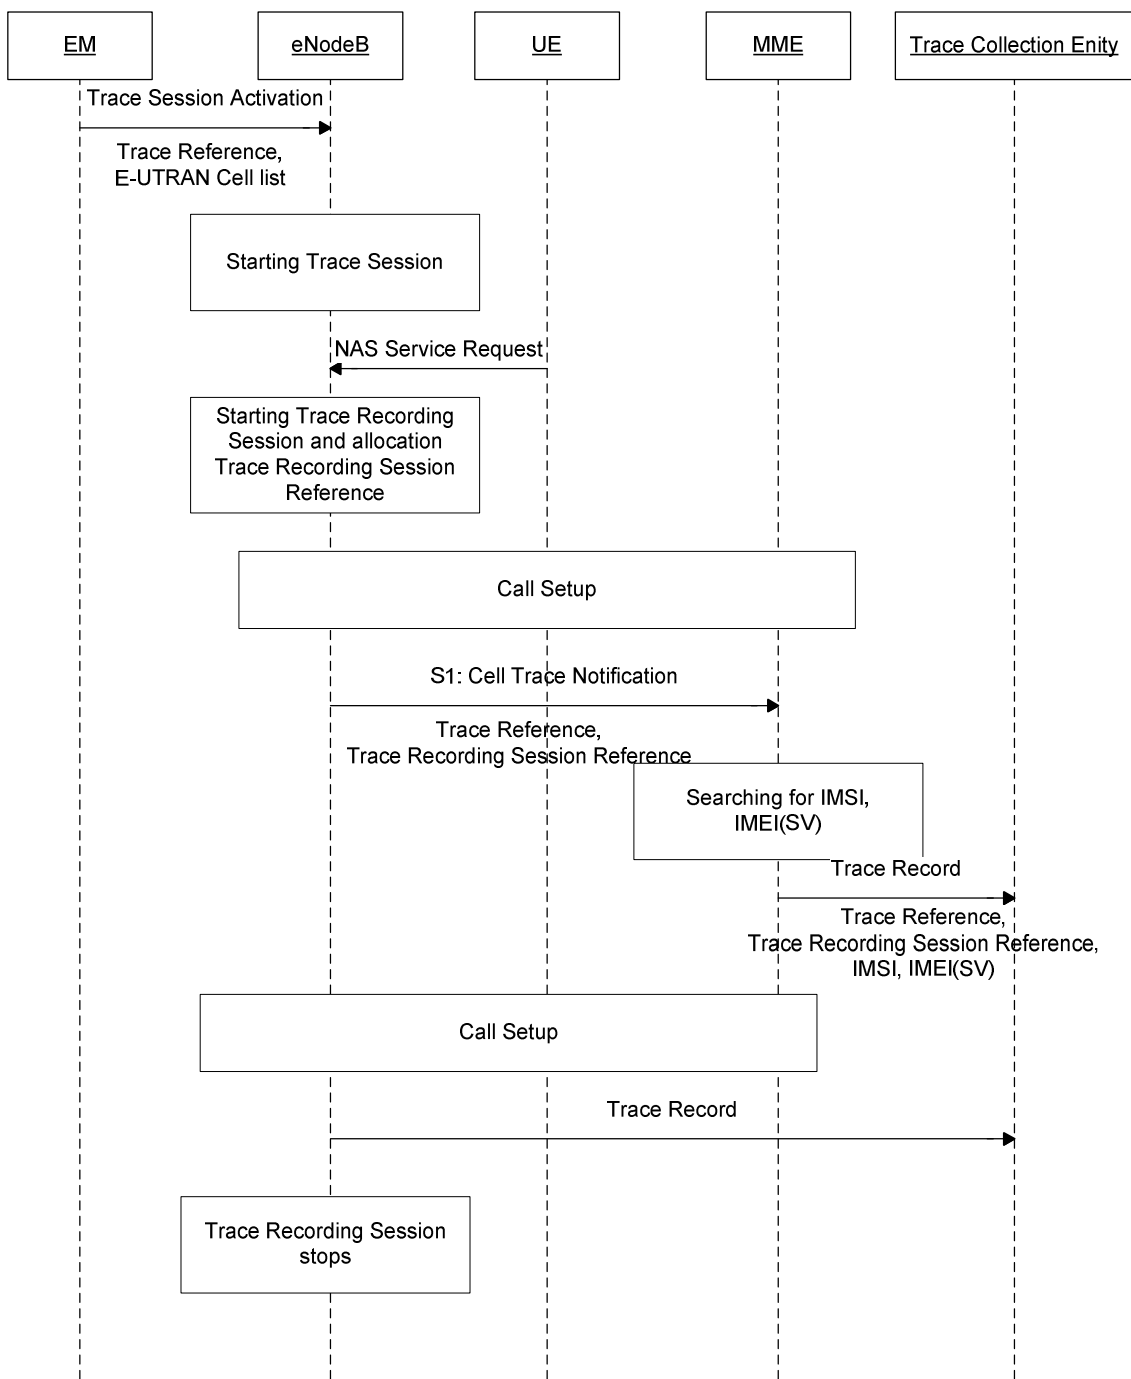 EM
eNodeB
UE
MME
Trace Collection Enity
Trace Session Activation
Trace Reference,
E-UTRAN Cell list
Starting Trace Session
NAS Service Request
Starting Trace Recording
Session and allocation
Trace Recording Session
Reference
Call Setup
S1: Cell Trace Notification
Trace Reference,
Trace Recording Session Reference
Searching for IMSI,
IMEI(SV)
Trace Record
Trace Reference,
Trace Recording Session Reference,
IMSI, IMEI(SV)
Call Setup
Trace Record
Trace Recording Session
stops